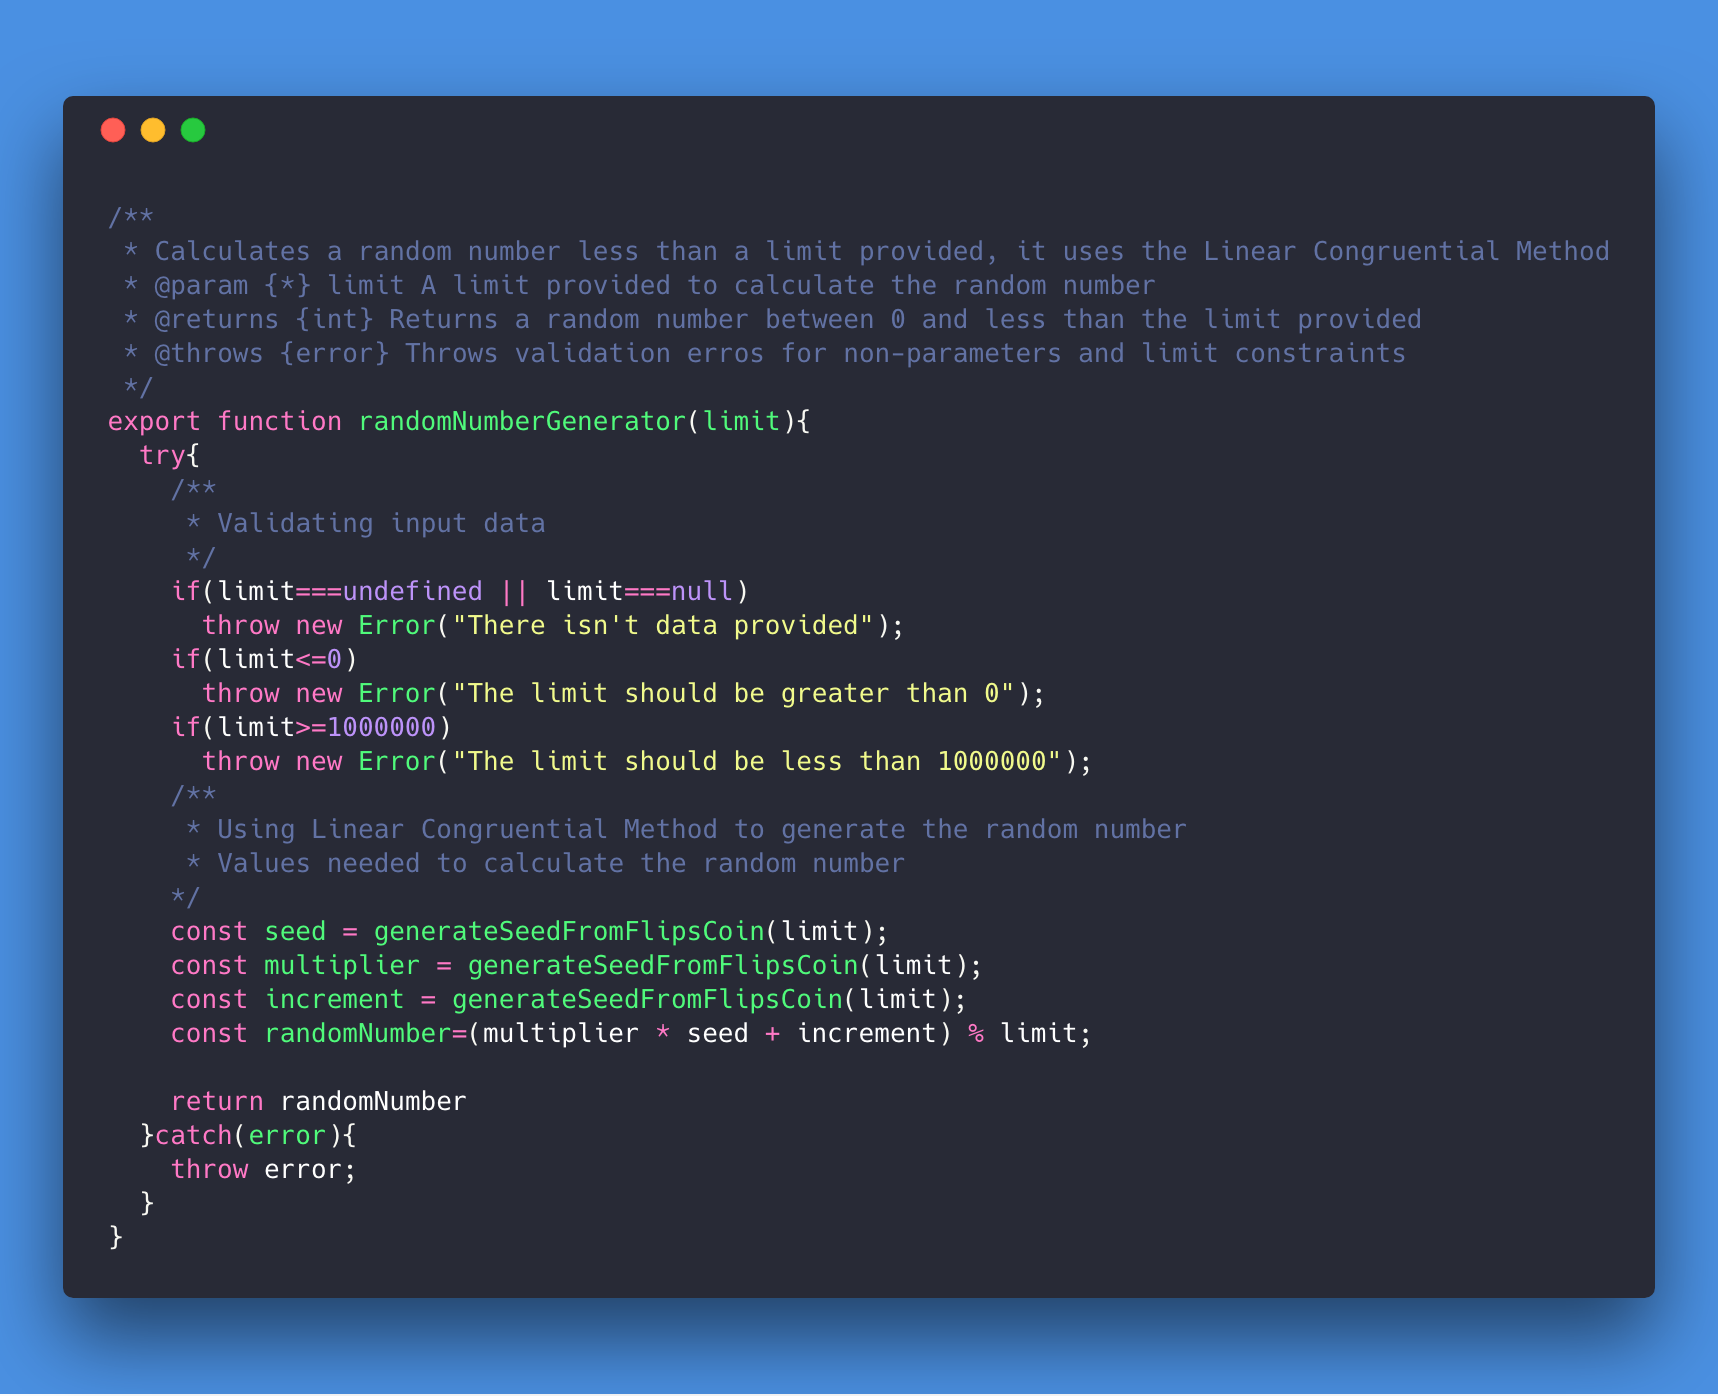 /**
 * Calculates a random number less than a limit provided, it uses the Linear Congruential Method
 * @param {*} limit A limit provided to calculate the random number
 * @returns {int} Returns a random number between 0 and less than the limit provided
 * @throws {error} Throws validation erros for non-parameters and limit constraints
 */
export function randomNumberGenerator(limit){
  try{
    /**
     * Validating input data
     */
    if(limit===undefined || limit===null)
      throw new Error("There isn't data provided");
    if(limit<=0)
      throw new Error("The limit should be greater than 0");
    if(limit>=1000000)
      throw new Error("The limit should be less than 1000000");
    /**
     * Using Linear Congruential Method to generate the random number
     * Values needed to calculate the random number
    */
    const seed = generateSeedFromFlipsCoin(limit);
    const multiplier = generateSeedFromFlipsCoin(limit);
    const increment = generateSeedFromFlipsCoin(limit);
    const randomNumber=(multiplier * seed + increment) % limit;

    return randomNumber
  }catch(error){
    throw error;
  }
}